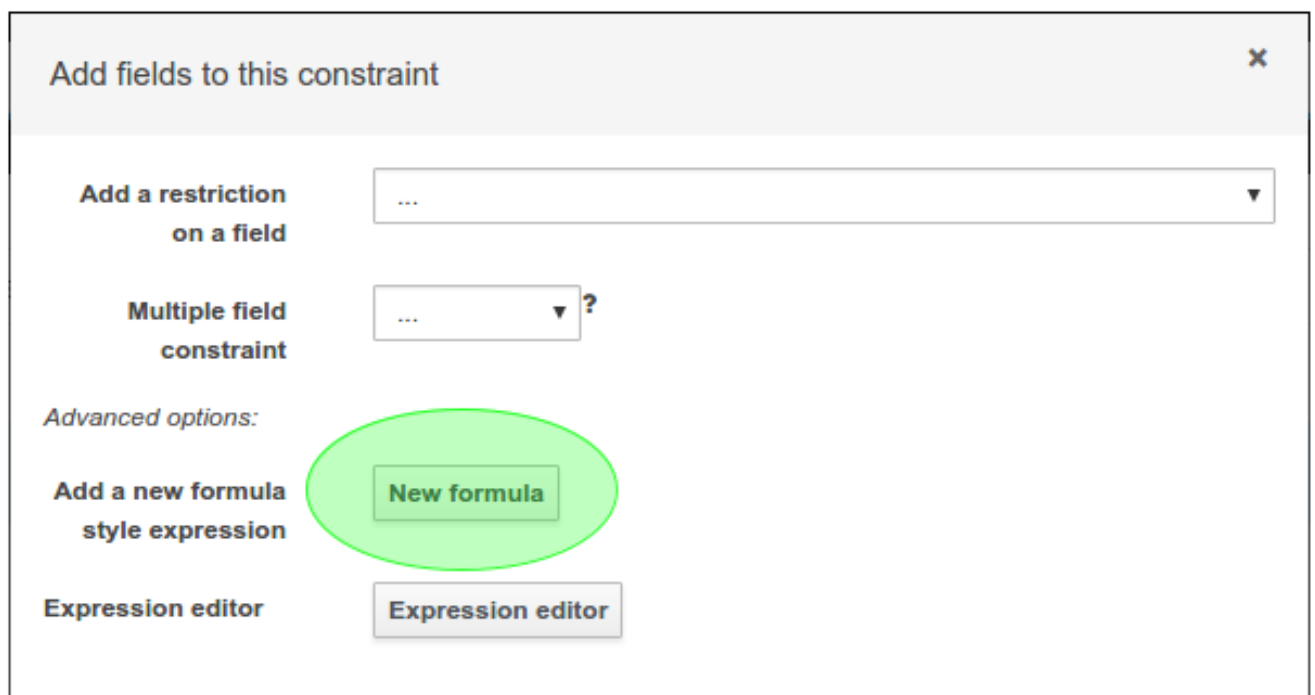 Add fields to this constraint
Add a restriction
on a field
...
Multiple field
constraint
...
?
Advanced options:
Add a new formula
style expression
New formula
Expression editor
Expression editor